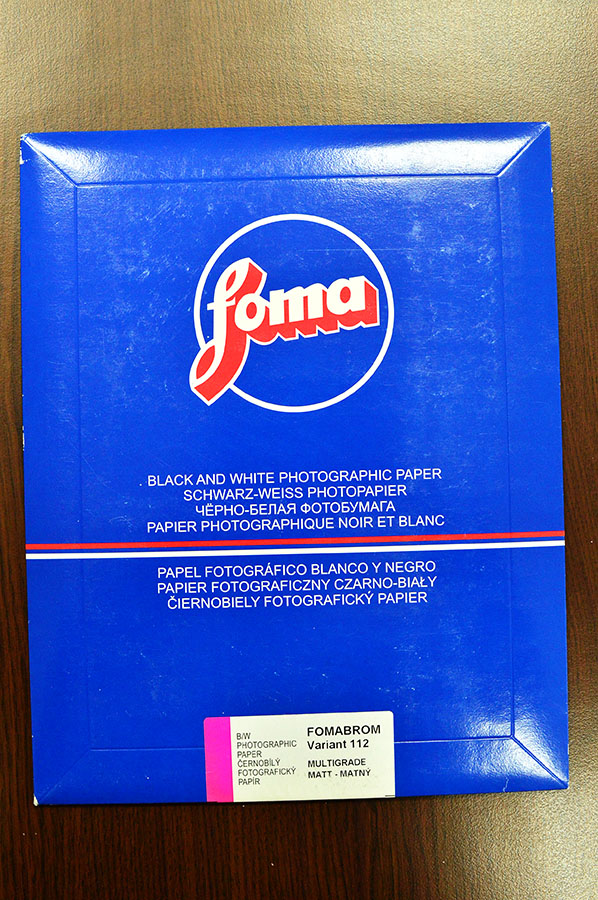 foma
BLACK AND WHITE PHOTOGRAPHIC PAPER
SCHWARZ-WEISS PHOTOPAPIER
ЧЁРНО-БЕЛАЯ ФОТОБУМАГА
PAPIER PHOTOGRAPHIQUE NOIR ET BLANC
PAPEL FOTOGRÁFICO BLANCO Y NEGRO
PAPIER FOTOGRAFICZNY CZARNO-BIAŁY
ČIERNOBIELY FOTOGRAFICKÝ PAPIER
B/W
PHOTOGRAPHIC
PAPER
ČERNOBÍLÝ
FOTOGRAFICKÝ
PAPÍR
FOMABROM
Variant 112
MULTIGRADE
MATT - MATNÝ